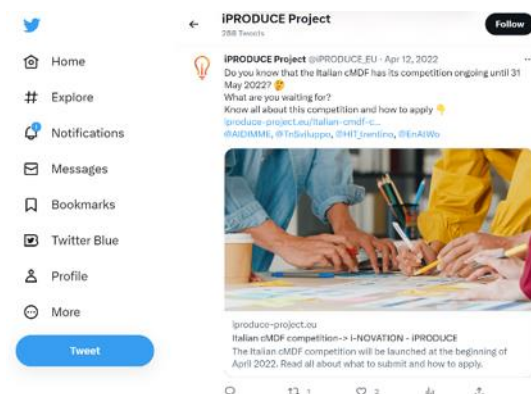 Home
Explore
Notifications
Messages
Bookmarks
Twitter Blue
Profile
More
Tweet
iPRODUCE Project
288 Tweets
Follow
iPRODUCE Project @iPRODUCE_EU · Apr 12, 2022
Do you know that the Italian cMDF has its competition ongoing until 31
May 2022? 🤔
What are you waiting for?
Know all about this competition and how to apply 👇
iproduce-project.eu/italian-cmdf-c...
@AIDIMME, @TnSviluppo, @HIT_trentino, @EnAtWo
iproduce-project.eu
Italian cMDF competition-> i-NOVATION - iPRODUCE
The Italian cMDF competition will be launched at the beginning of
April 2022. Read all about what to submit and how to apply.
1
2